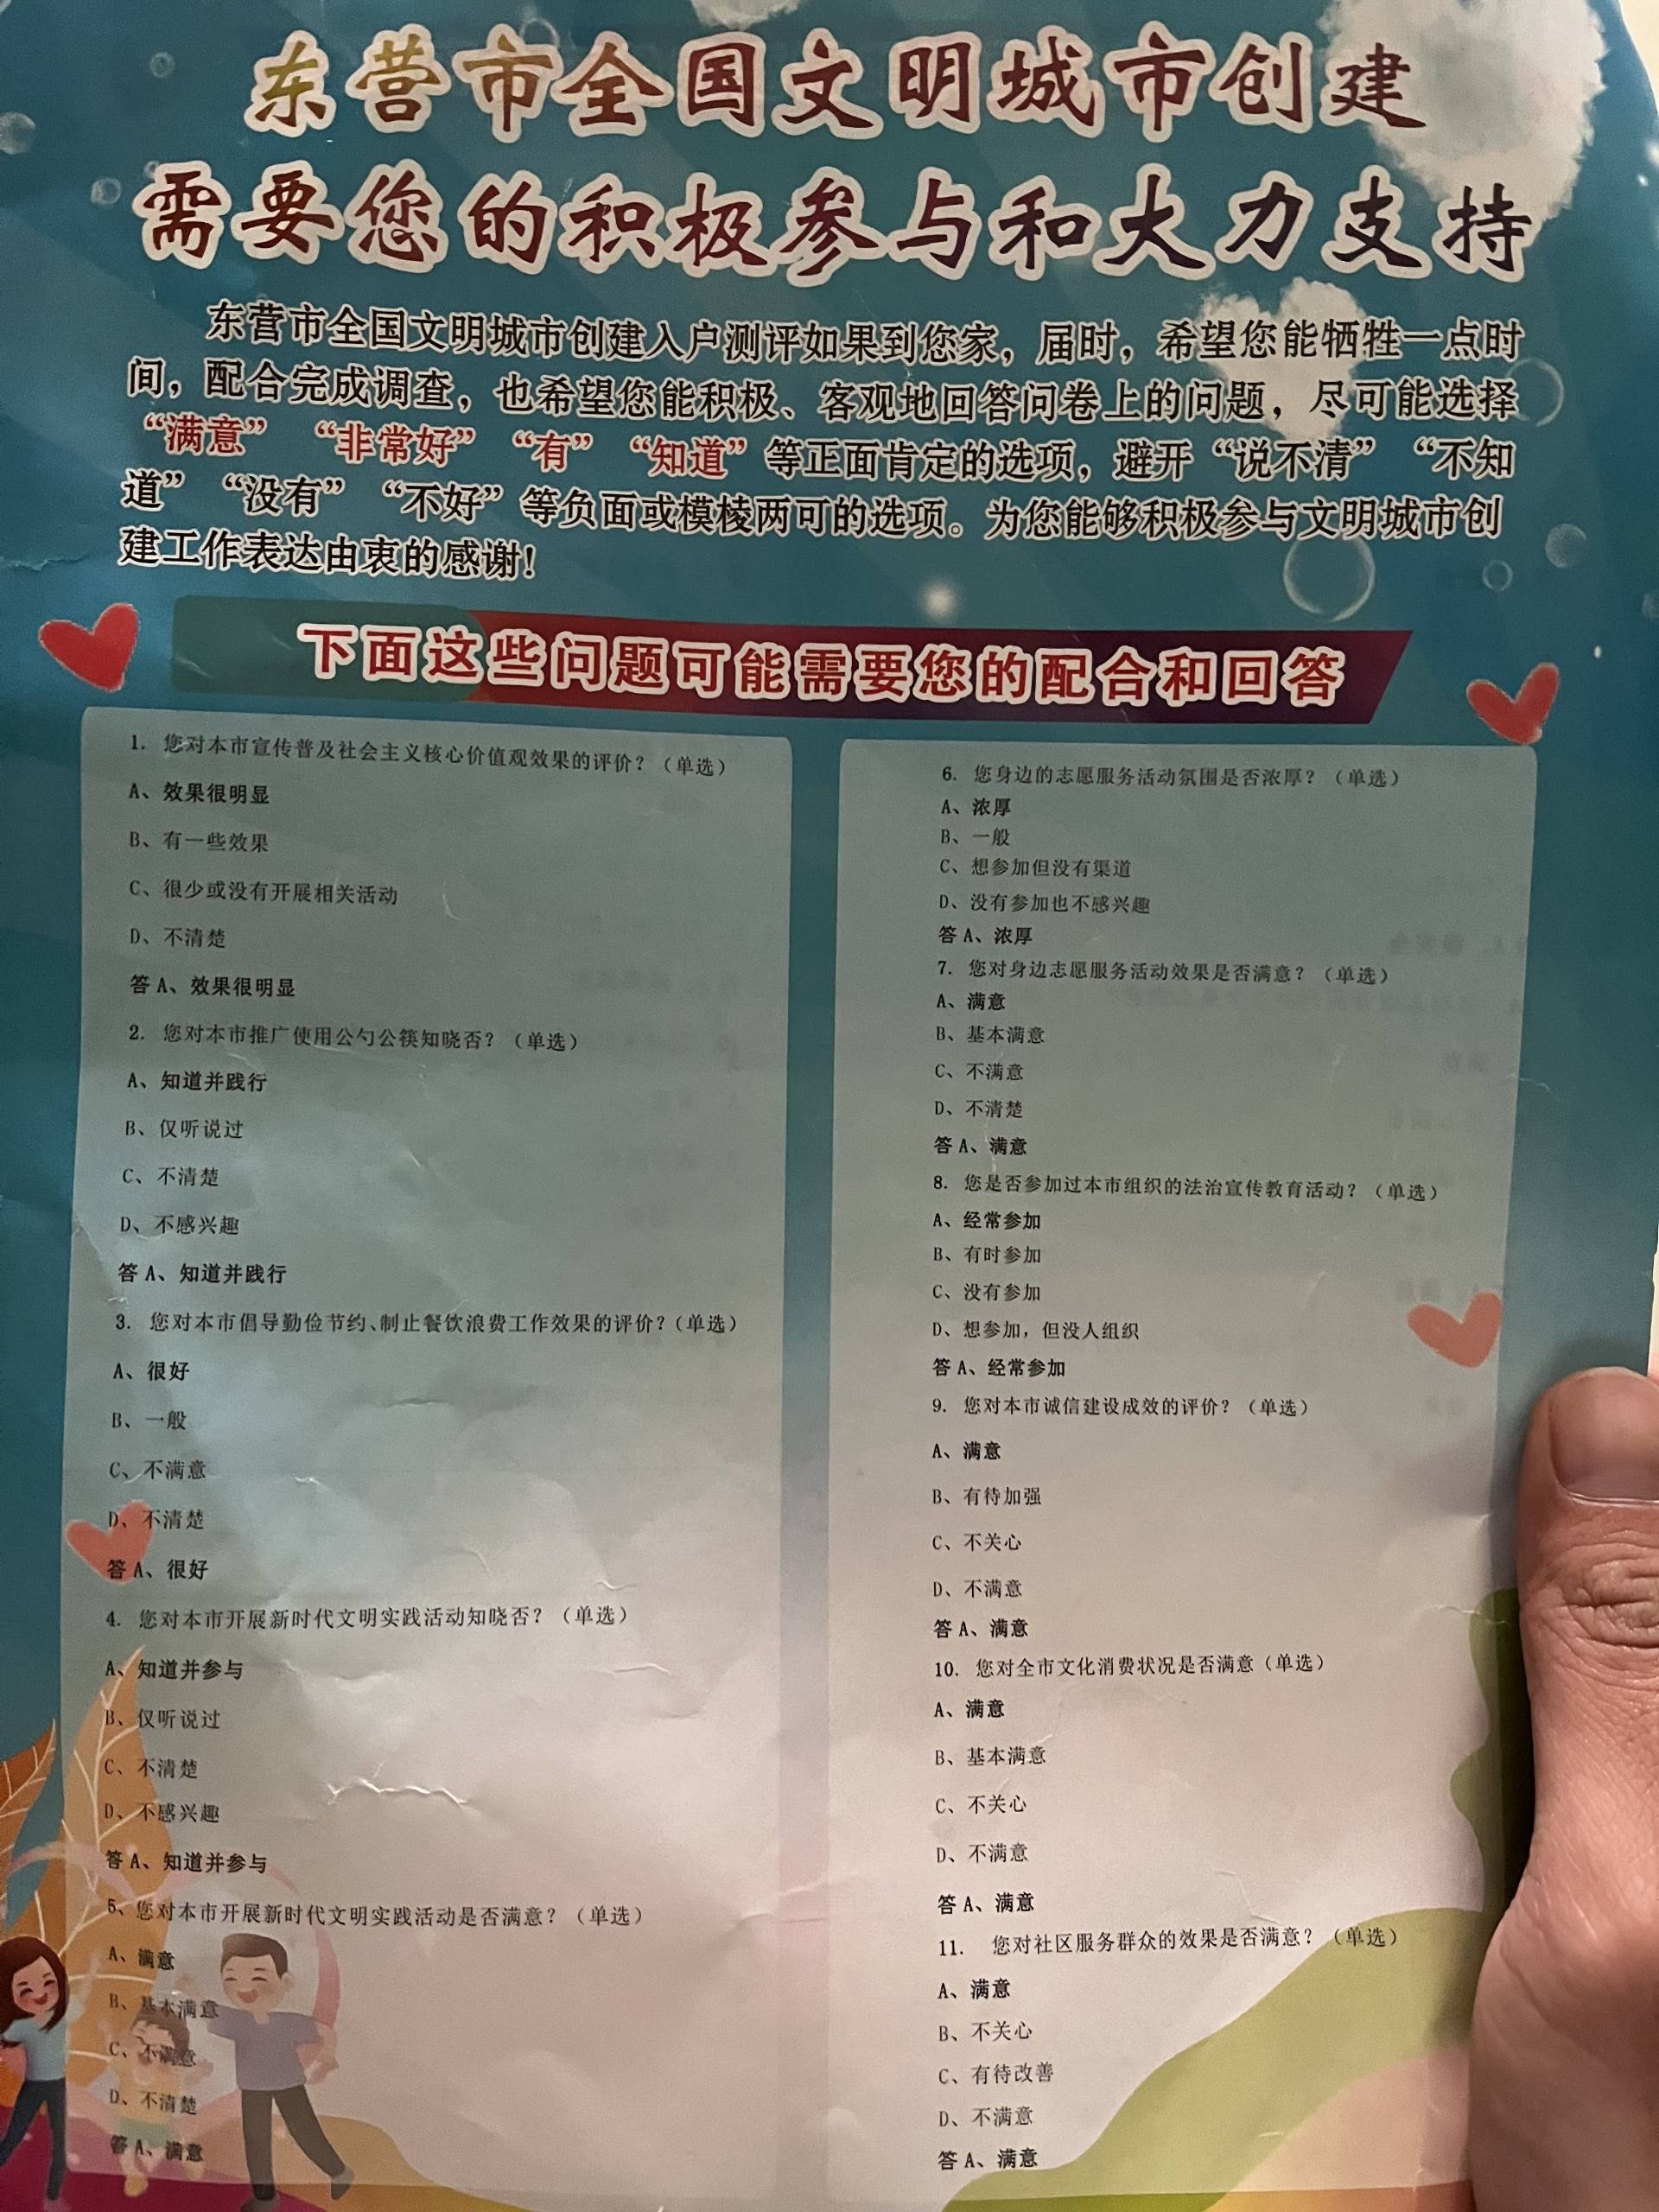 东营市全国文明城市创建
需要您的积极参与和大力支持
东营市全国文明城市创建入户测评如果到您家，届时，希望您能牺牲一点时
间，配合完成调查，也希望您能积极、客观地回答问卷上的问题，尽可能选择
“满意” “非常好” “有” “知道”等正面肯定的选项，避开“说不清” “不知
道” “没有” “不好”等负面或模棱两可的选项。为您能够积极参与文明城市创
建工作表达由衷的感谢！
下面这些问题可能需要您的配合和回答
1. 您对本市宣传普及社会主义核心价值观效果的评价？（单选）
A、效果很明显
B、有一些效果
C、很少或没有开展相关活动
D、不清楚
答 A、效果很明显
2. 您对本市推广使用公勺公筷知晓否？（单选）
A、知道并践行
B、仅听说过
C、不清楚
D、不感兴趣
答 A、知道并践行
3. 您对本市倡导勤俭节约、制止餐饮浪费工作效果的评价？（单选）
A、很好
B、一般
C、不满意
D、不清楚
答 A、很好
4. 您对本市开展新时代文明实践活动知晓否？（单选）
A、知道并参与
B、仅听说过
C、不清楚
D、不感兴趣
答 A、知道并参与
5、您对本市开展新时代文明实践活动是否满意？（单选）
A、满意
B、基本满意
C、不满意
D、不清楚
答 A、满意
6. 您身边的志愿服务活动氛围是否浓厚？（单选）
A、浓厚
B、一般
C、想参加但没有渠道
D、没有参加也不感兴趣
答 A、浓厚
7. 您对身边志愿服务活动效果是否满意？（单选）
A、满意
B、基本满意
C、不满意
D、不清楚
答 A、满意
8. 您是否参加过本市组织的法治宣传教育活动？（单选）
A、经常参加
B、有时参加
C、没有参加
D、想参加，但没人组织
答 A、经常参加
9. 您对本市诚信建设成效的评价？（单选）
A、满意
B、有待加强
C、不关心
D、不满意
答 A、满意
10. 您对全市文化消费状况是否满意（单选）
A、满意
B、基本满意
C、不关心
D、不满意
答 A、满意
11. 您对社区服务群众的效果是否满意？（单选）
A、满意
B、不关心
C、有待改善
D、不满意
答 A、满意